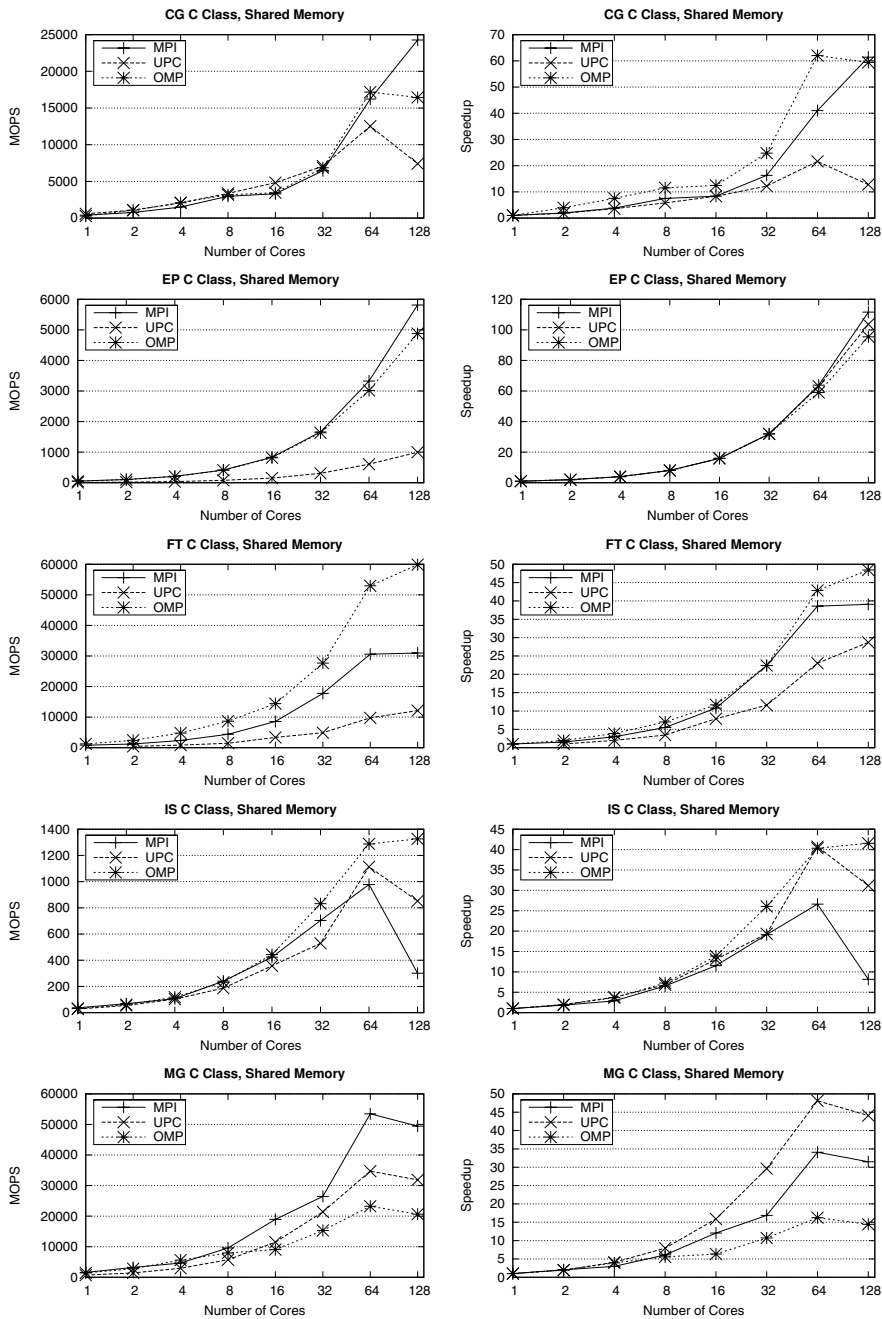 CG C Class, Shared Memory
25000
20000
15000
10000
5000
0
MOPS
MPI
UPC
OMP
1 2 4 8 16 32 64 128
Number of Cores
CG C Class, Shared Memory
70
60
50
40
30
20
10
0
Speedup
MPI
UPC
OMP
1 2 4 8 16 32 64 128
Number of Cores
EP C Class, Shared Memory
6000
5000
4000
3000
2000
1000
0
MOPS
MPI
UPC
OMP
1 2 4 8 16 32 64 128
Number of Cores
EP C Class, Shared Memory
120
100
80
60
40
20
0
Speedup
MPI
UPC
OMP
1 2 4 8 16 32 64 128
Number of Cores
FT C Class, Shared Memory
60000
50000
40000
30000
20000
10000
0
MOPS
MPI
UPC
OMP
1 2 4 8 16 32 64 128
Number of Cores
FT C Class, Shared Memory
50
45
40
35
30
25
20
15
10
5
0
Speedup
MPI
UPC
OMP
1 2 4 8 16 32 64 128
Number of Cores
IS C Class, Shared Memory
1400
1200
1000
800
600
400
200
0
MOPS
MPI
UPC
OMP
1 2 4 8 16 32 64 128
Number of Cores
IS C Class, Shared Memory
45
40
35
30
25
20
15
10
5
0
Speedup
MPI
UPC
OMP
1 2 4 8 16 32 64 128
Number of Cores
MG C Class, Shared Memory
60000
50000
40000
30000
20000
10000
0
MOPS
MPI
UPC
OMP
1 2 4 8 16 32 64 128
Number of Cores
MG C Class, Shared Memory
50
45
40
35
30
25
20
15
10
5
0
Speedup
MPI
UPC
OMP
1 2 4 8 16 32 64 128
Number of Cores